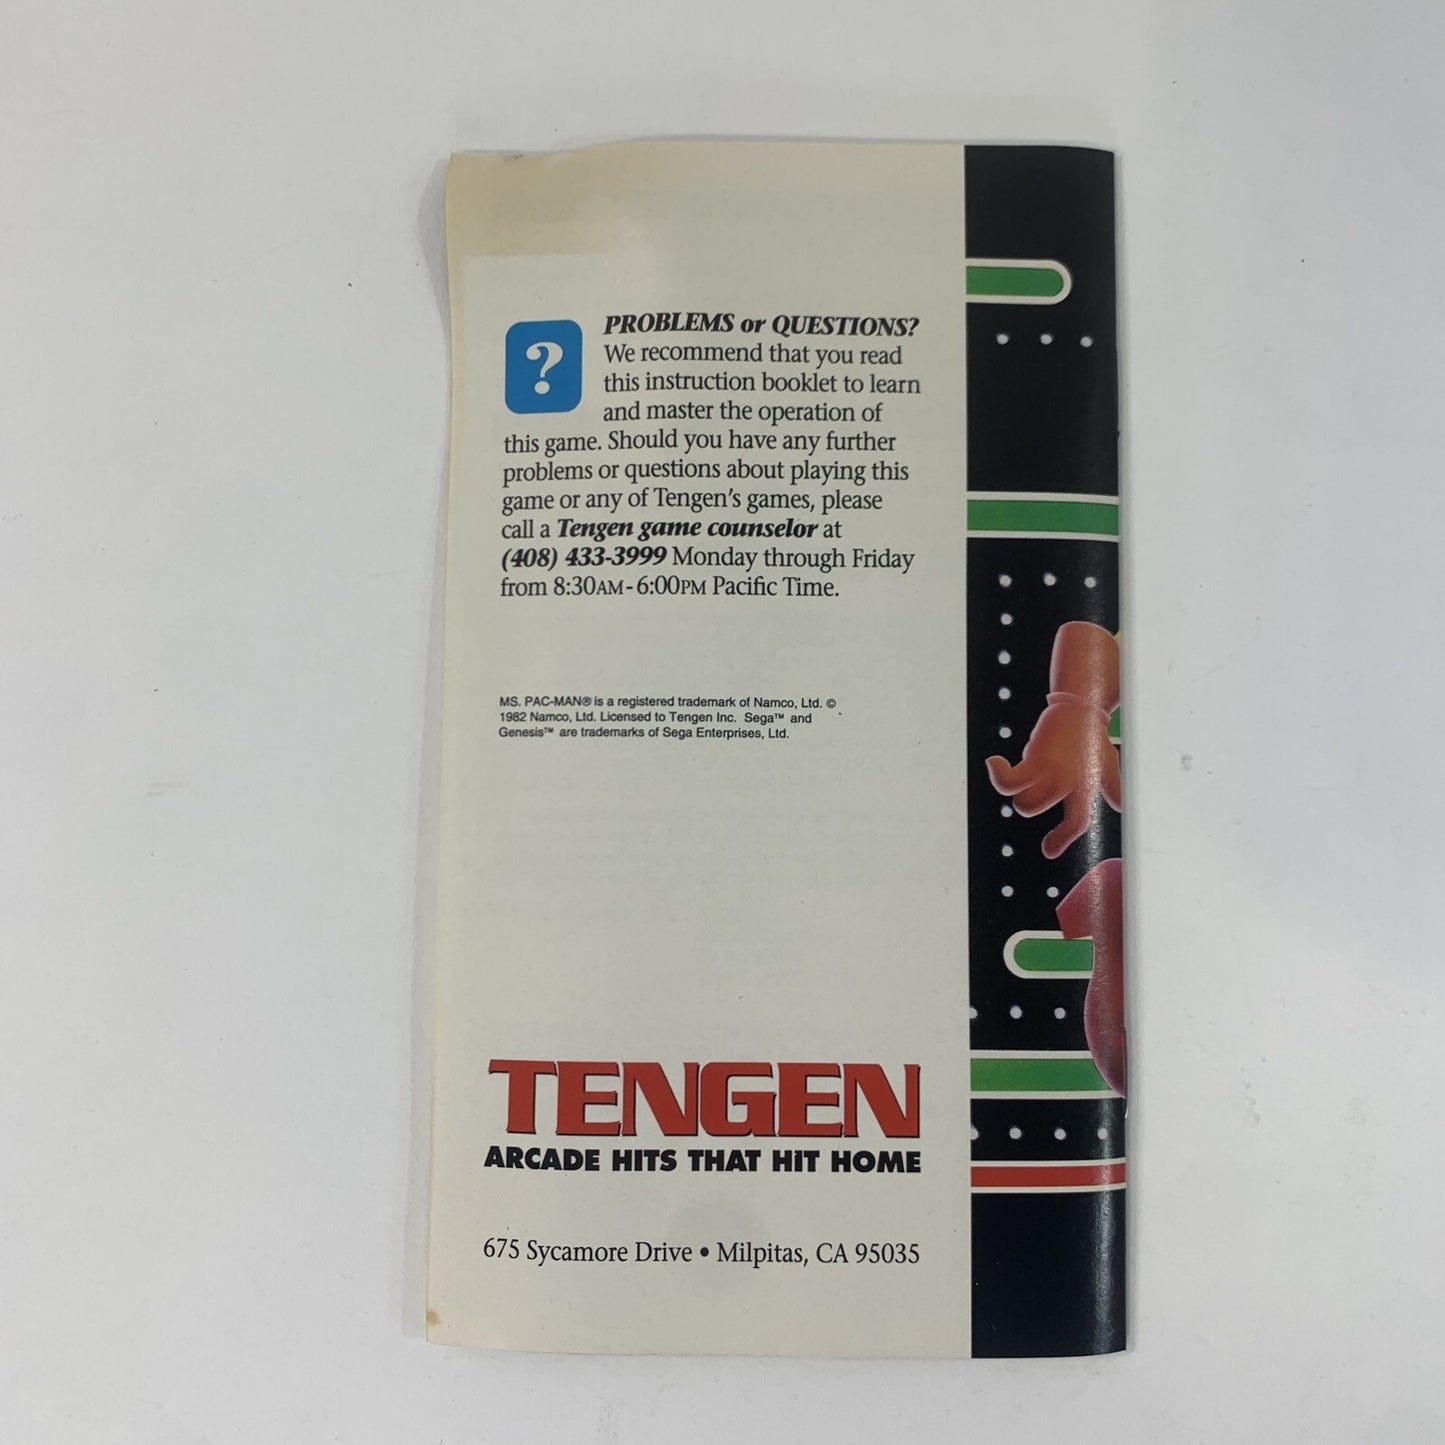 ?
PROBLEMS or QUESTIONS?
We recommend that you read
this instruction booklet to learn
and master the operation of
this game. Should you have any further
problems or questions about playing this
game or any of Tengen's games, please
call a Tengen game counselor at
(408) 433-3999 Monday through Friday
from 8:30AM-6:00PM Pacific Time.
MS. PAC-MAN® is a registered trademark of Namco, Ltd. ©
1982 Namco, Ltd. Licensed to Tengen Inc. Sega™ and
Genesis™ are trademarks of Sega Enterprises, Ltd.
TENGEN
ARCADE HITS THAT HIT HOME
675 Sycamore Drive • Milpitas, CA 95035